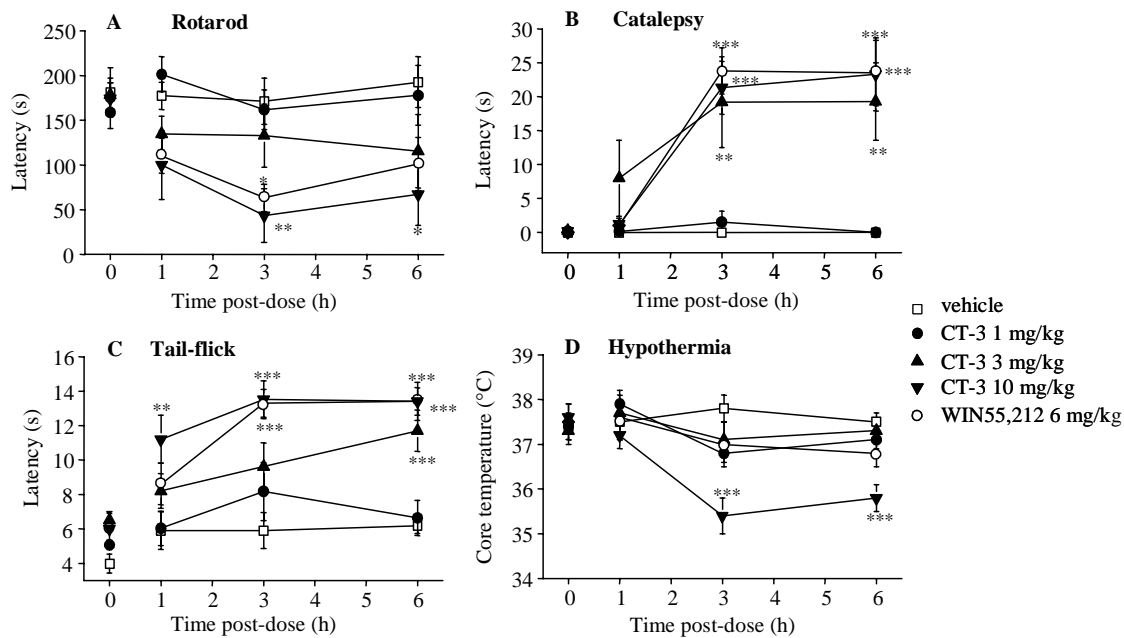 A Rotarod
250
200
150
100
50
0
Latency (s)
*
**
*
0 1 2 3 4 5 6
Time post-dose (h)
B Catalepsy
30
25
20
15
10
5
0
Latency (s)
***
***
**
***
***
**
0 1 2 3 4 5 6
Time post-dose (h)
C Tail-flick
16
14
12
10
8
6
4
Latency (s)
**
***
***
***
***
***
0 1 2 3 4 5 6
Time post-dose (h)
D Hypothermia
39
38
37
36
35
34
Core temperature (°C)
***
***
0 1 2 3 4 5 6
Time post-dose (h)
vehicle
CT-3 1 mg/kg
CT-3 3 mg/kg
CT-3 10 mg/kg
WIN55,212 6 mg/kg